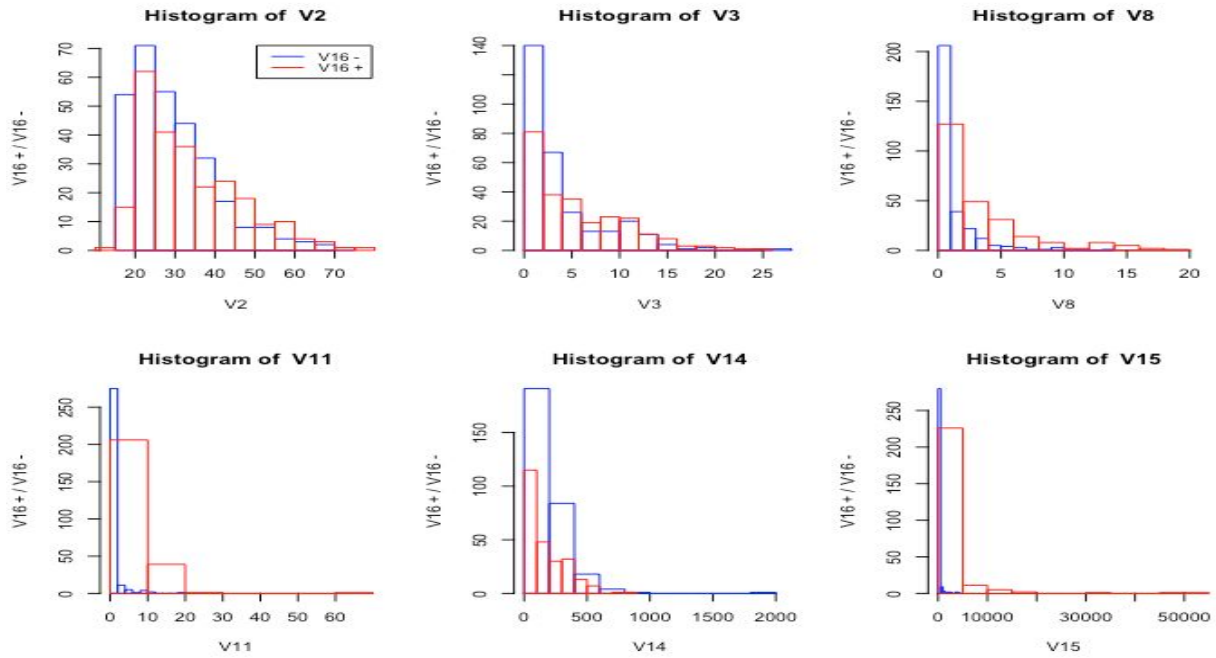 Histogram of V2
V16 + / V16 -
0 10 20 30 40 50 60 70
V16 -
V16 +
20 30 40 50 60 70
V2
Histogram of V3
V16 + / V16 -
0 20 40 60 80 140
0 5 10 15 20 25
V3
Histogram of V8
V16 + / V16 -
0 50 100 150 200
0 5 10 15 20
V8
Histogram of V11
V16 + / V16 -
0 50 100 150 200 250
0 10 20 30 40 50 60
V11
Histogram of V14
V16 + / V16 -
0 50 100 150
0 500 1000 2000
V14
Histogram of V15
V16 + / V16 -
0 50 100 150 200 250
0 10000 30000 50000
V15